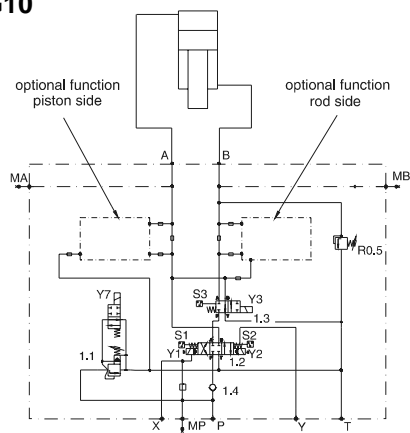 optional function
piston side
optional function
rod side
A
B
MA
MB
R0.5
Y7
S3
Y3
1.3
S1
S2
1.1
Y1
Y2
1.2
1.4
X
MP
P
Y
T